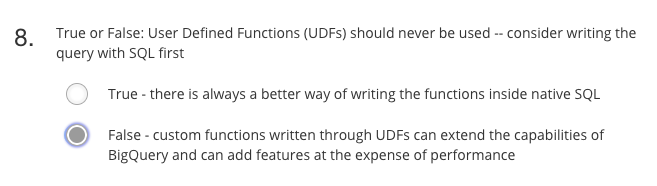 8. True or False: User Defined Functions (UDFs) should never be used -- consider writing the
query with SQL first
True - there is always a better way of writing the functions inside native SQL
False - custom functions written through UDFs can extend the capabilities of
BigQuery and can add features at the expense of performance